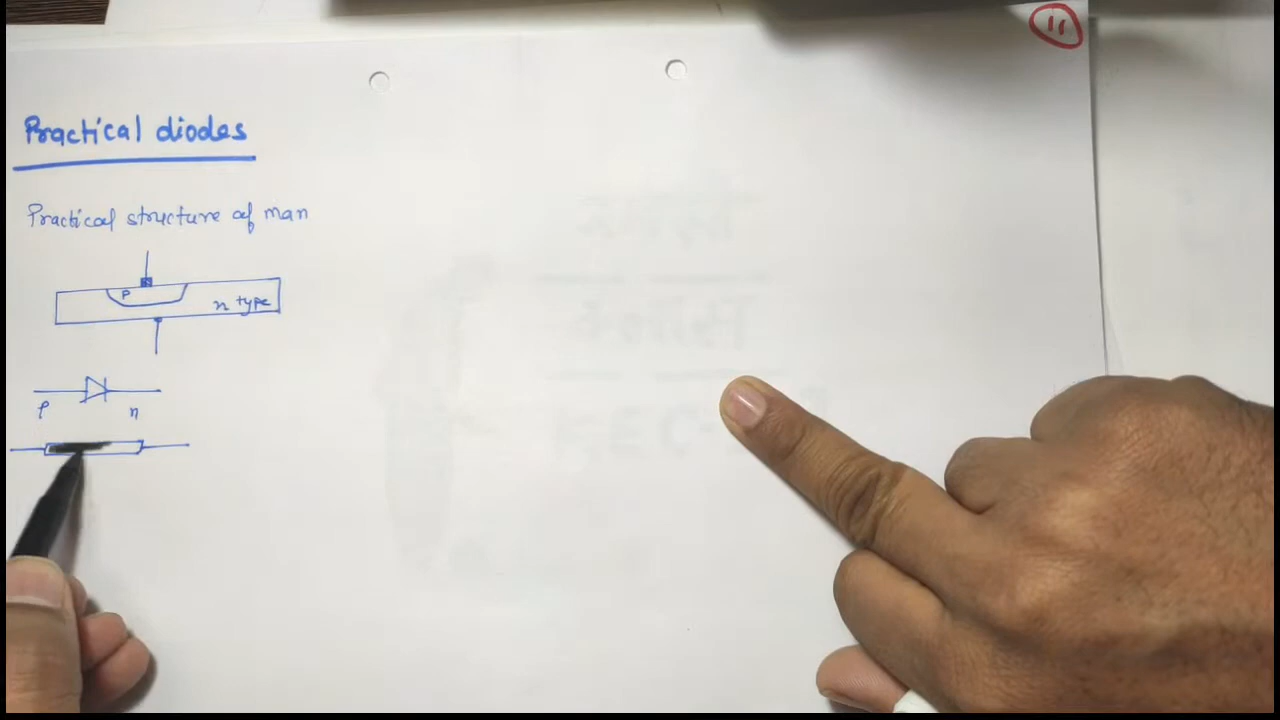 11
Practical diodes
Practical structure of man
P
n type
P n